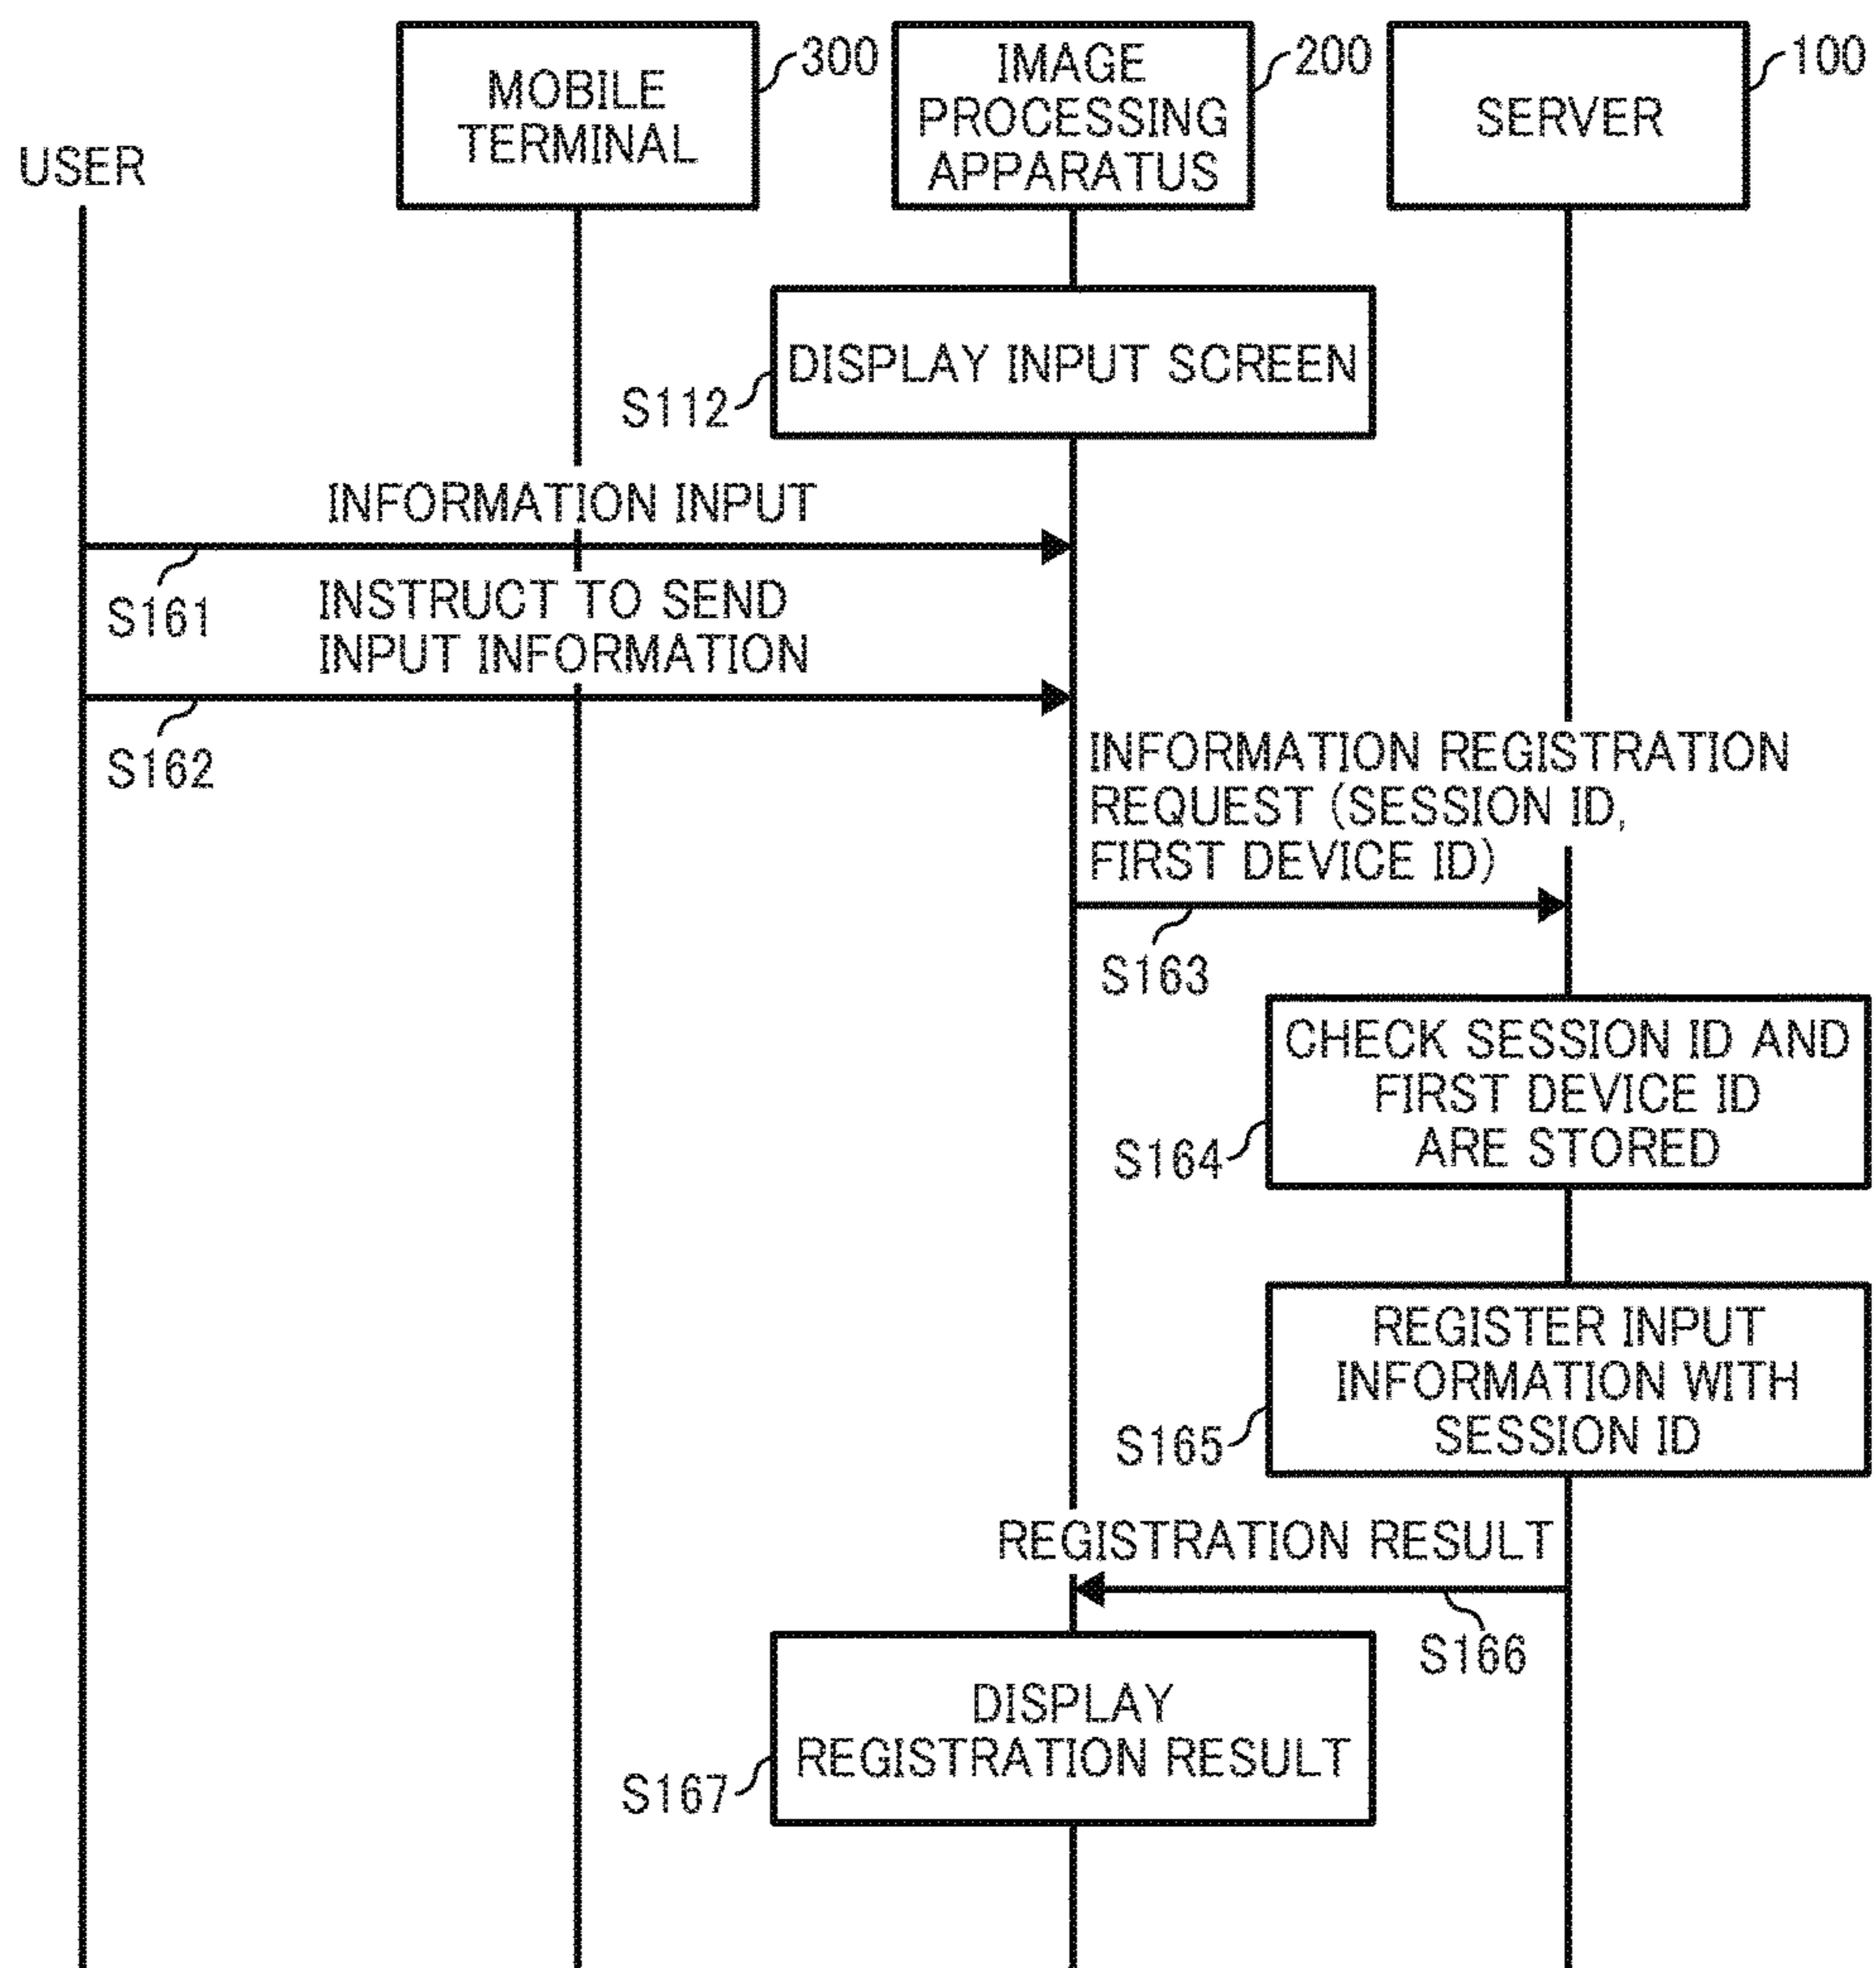 USER
MOBILE
TERMINAL
300
IMAGE
PROCESSING
APPARATUS
200
SERVER
100
DISPLAY INPUT SCREEN
S112
INFORMATION INPUT
S161
INSTRUCT TO SEND
INPUT INFORMATION
S162
INFORMATION REGISTRATION
REQUEST (SESSION ID,
FIRST DEVICE ID)
S163
CHECK SESSION ID AND
FIRST DEVICE ID
ARE STORED
S164
REGISTER INPUT
INFORMATION WITH
SESSION ID
S165
REGISTRATION RESULT
S166
DISPLAY
REGISTRATION RESULT
S167